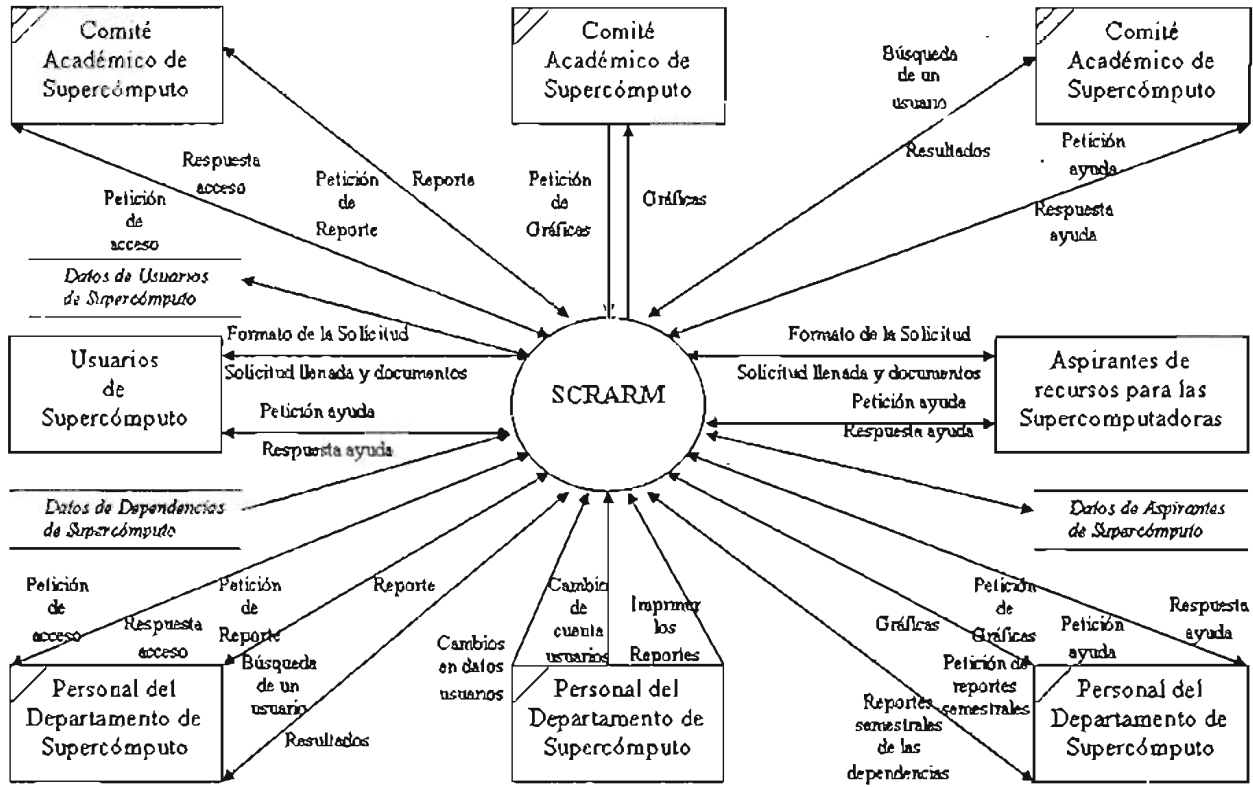 Comité
Académico de
Supercómputo
Comité
Académico de
Supercómputo
Comité
Académico de
Supercómputo
Búsqueda
de un
usuario
Resultados
Petición
ayuda
Respuesta
ayuda
Respuesta
acceso
Petición
de
acceso
Petición
de
Reporte
Reporte
Petición
de
Gráficas
Gráficas
Datos de Usuarios
de Supercómputo
Formato de la Solicitud
Solicitud llenada y documentos
Usuarios
de
Supercómputo
Petición ayuda
Respuesta ayuda
SCRARM
Formato de la Solicitud
Solicitud llenada y documentos
Petición ayuda
Respuesta ayuda
Aspirantes de
recursos para las
Supercomputadoras
Datos de Dependencias
de Supercómputo
Datos de Aspirantes
de Supercómputo
Petición
de
acceso
Respuesta
acceso
Petición
de
Reporte
Reporte
Búsqueda
de un
usuario
Resultados
Cambios
en datos
usuarios
Cambio
de
cuenta
usuarios
Imprimer
los
Reportes
Gráficas
Petición
de
Gráficas
Petición
ayuda
Respuesta
ayuda
Petición de
reportes
semestrales
Reportes
semestrales
de las
dependencias
Personal del
Departamento de
Supercómputo
Personal del
Departamento de
Supercómputo
Personal del
Departamento de
Supercómputo